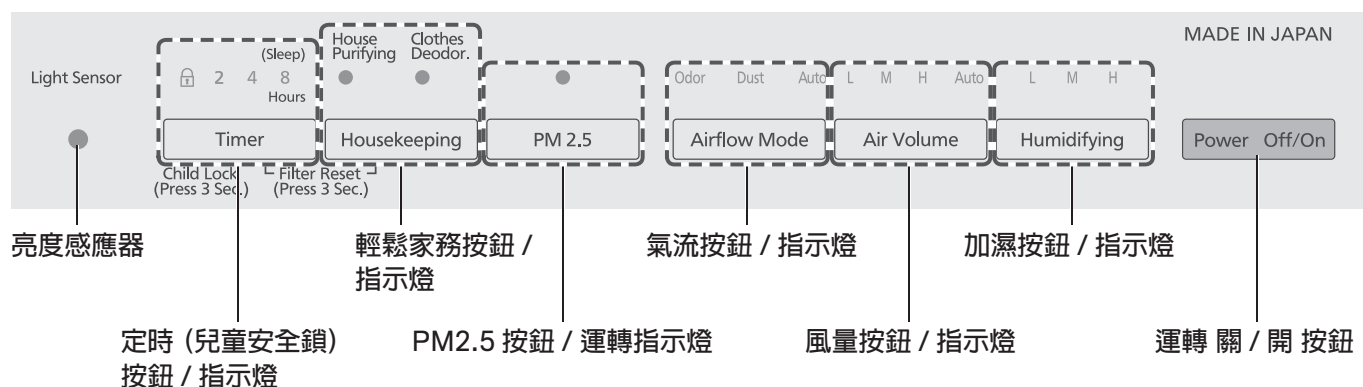 MADE IN JAPAN
House Purifying
Clothes Deodor.
(Sleep)
Light Sensor
2 4 8
Hours
Odor Dust Auto
L M H Auto
L M H
Timer
Housekeeping
PM 2.5
Airflow Mode
Air Volume
Humidifying
Power Off/On
Child Lock
(Press 3 Sec.)
Filter Reset
(Press 3 Sec.)
亮度感應器
輕鬆家務按鈕 /
指示燈
氣流按鈕 / 指示燈
加濕按鈕 / 指示燈
定時 (兒童安全鎖)
按鈕 / 指示燈
PM2.5 按鈕 / 運轉指示燈
風量按鈕 / 指示燈
運轉 關 / 開 按鈕